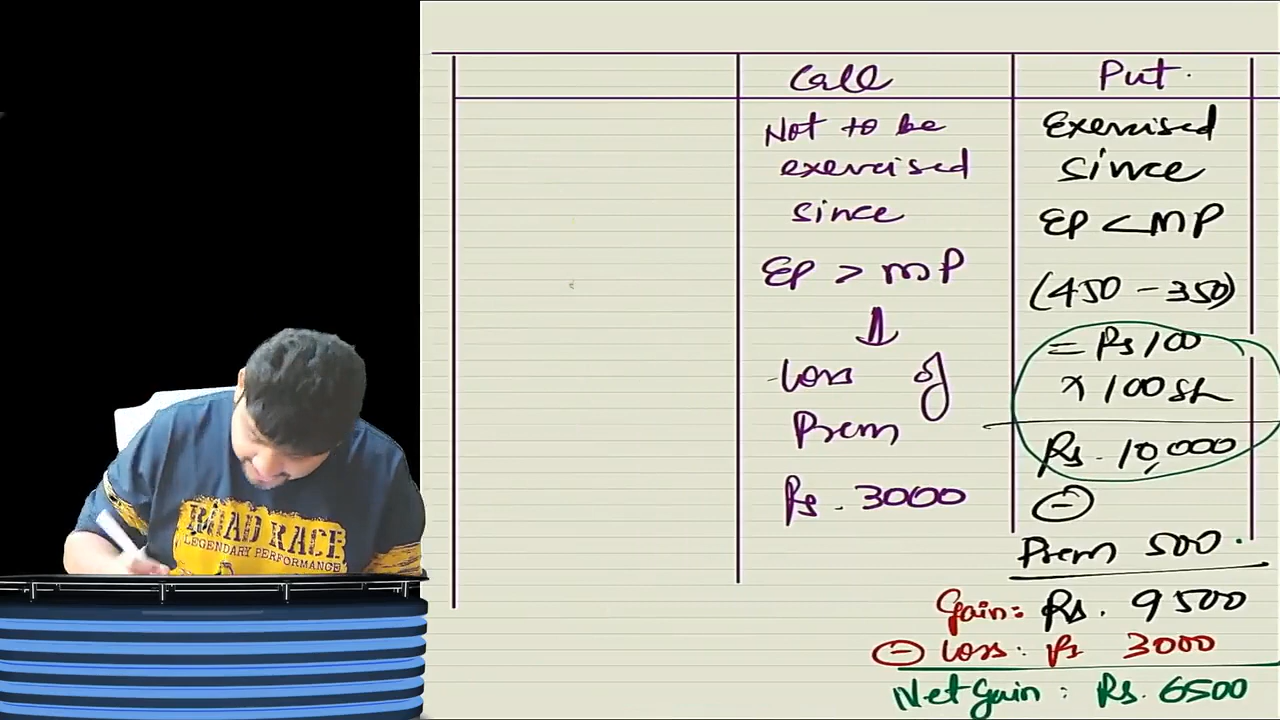 Call
Not to be
exercised
since
EP > MP
↓
Loss of
Prem
Rs. 3000
Put.
Exercised
since
EP < MP
(450 - 350)
= Rs 100
x 100 sh
Rs. 10,000
-
Prem 500.
Gain: Rs. 9500
- Loss: Rs 3000
Net Gain: Rs. 6500
ROAD RACE
LEGENDARY PERFORMANCE